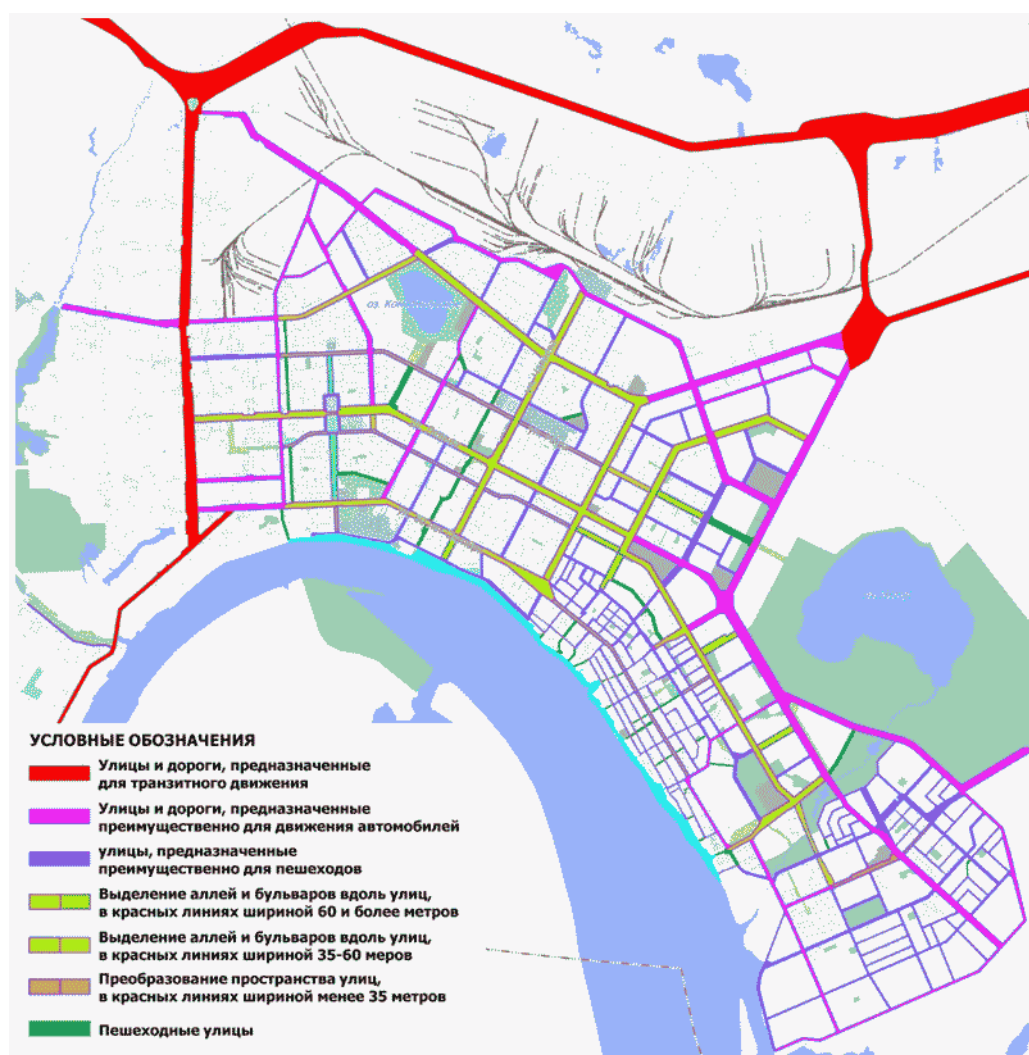 оз. Ко
УСЛОВНЫЕ ОБОЗНАЧЕНИЯ
Улицы и дороги, предназначенные
для транзитного движения
Улицы и дороги, предназначенные
преимущественно для движения автомобилей
улицы, предназначенные
преимущественно для пешеходов
Выделение аллей и бульваров вдоль улиц,
в красных линиях шириной 60 и более метров
Выделение аллей и бульваров вдоль улиц,
в красных линиях шириной 35-60 меров
Преобразование пространства улиц,
в красных линиях шириной менее 35 метров
Пешеходные улицы